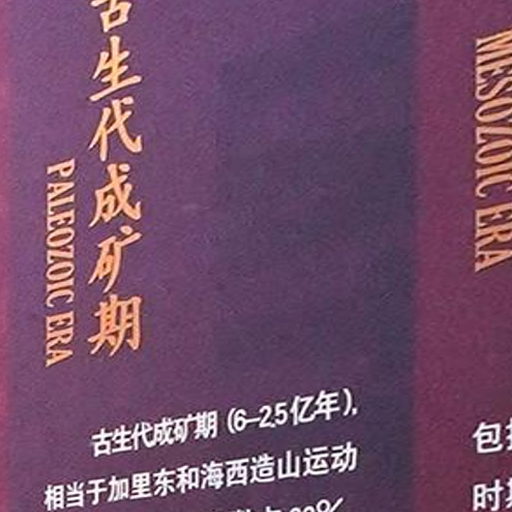 古生代成矿期
PALEOZOIC ERA
古生代成矿期（6—2.5亿年），
相当于加里东和海西造山运动
MESOZOIC ERA
包
时